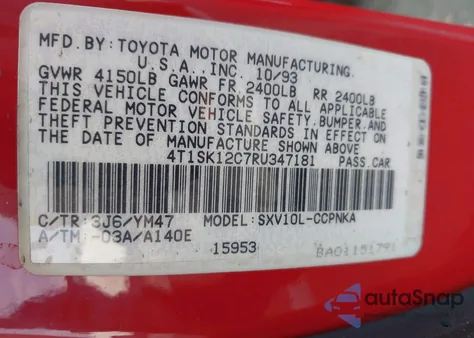 MFD.BY:TOYOTA MOTOR MANUFACTURING,
U.S.A., INC. 10/93
GVWR 4150LB GAWR FR 2400LB RR 2400LB
THIS VEHICLE CONFORMS TO ALL APPLICABLE
FEDERAL MOTOR VEHICLE SAFETY,BUMPER,AND
THEFT PREVENTION STANDARDS IN EFFECT ON
THE DATE OF MANUFACTURE SHOWN ABOVE
4T1SK12C7RU347181 PASS.CAR
C/TR:3J6/YM47 MODEL:SXV10L-CCPNKA
A/TM:-03A/A140E
15953
BA01151791
autoSnap